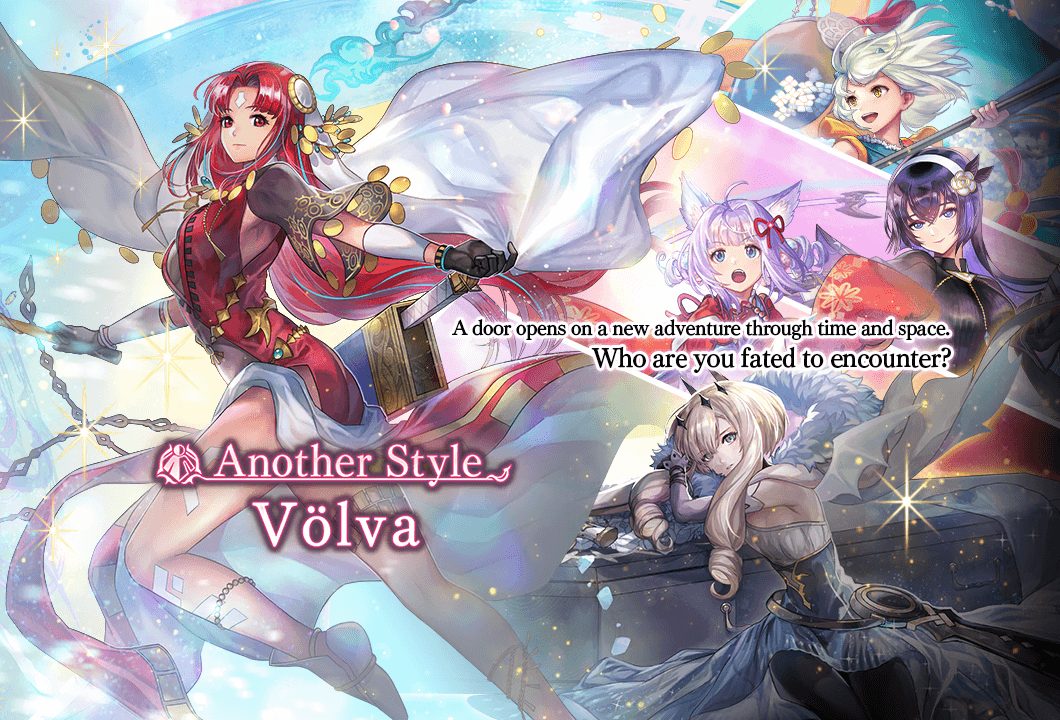 A door opens on a new adventure through time and space.
Who are you fated to encounter?
Another Style
Völva